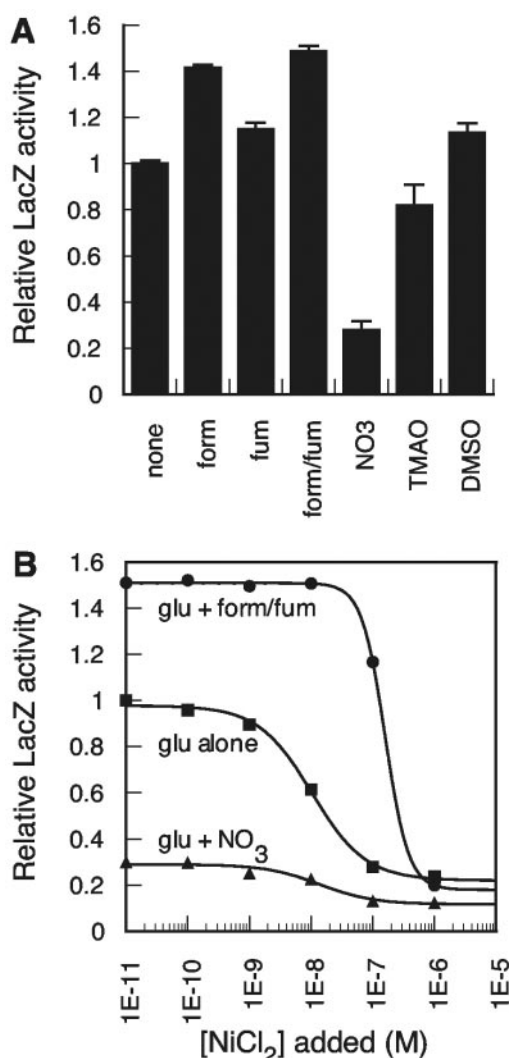 A
Relative LacZ activity
1.6
1.4
1.2
1
0.8
0.6
0.4
0.2
0
none
form
fum
form/fum
NO3
TMAO
DMSO
B
Relative LacZ activity
1.6
1.4
1.2
1
0.8
0.6
0.4
0.2
0
glu + form/fum
glu alone
glu + NO3
1E-11
1E-10
1E-9
1E-8
1E-7
1E-6
1E-5
[NiCl2] added (M)